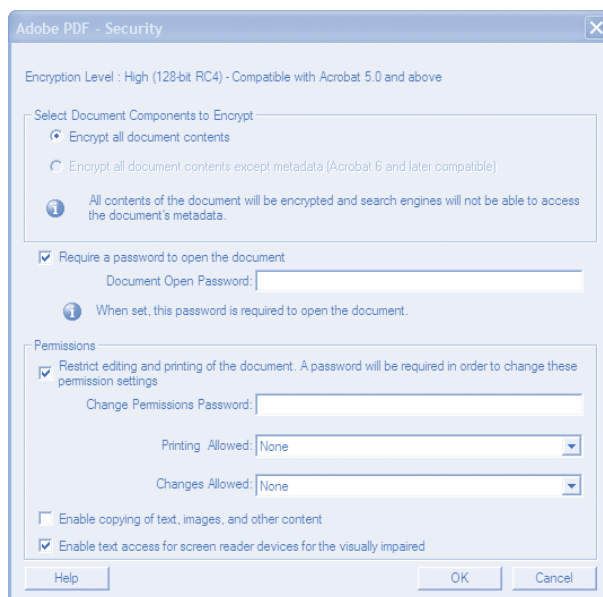 Adobe PDF - Security
Encryption Level : High (128-bit RC4) - Compatible with Acrobat 5.0 and above
Select Document Components to Encrypt
Encrypt all document contents
Encrypt all document contents except metadata (Acrobat 6 and later compatible)
All contents of the document will be encrypted and search engines will not be able to access
the document's metadata.
Require a password to open the document
Document Open Password:
When set, this password is required to open the document.
Permissions
Restrict editing and printing of the document. A password will be required in order to change these
permission settings
Change Permissions Password:
Printing Allowed: None
Changes Allowed: None
Enable copying of text, images, and other content
Enable text access for screen reader devices for the visually impaired
Help OK Cancel